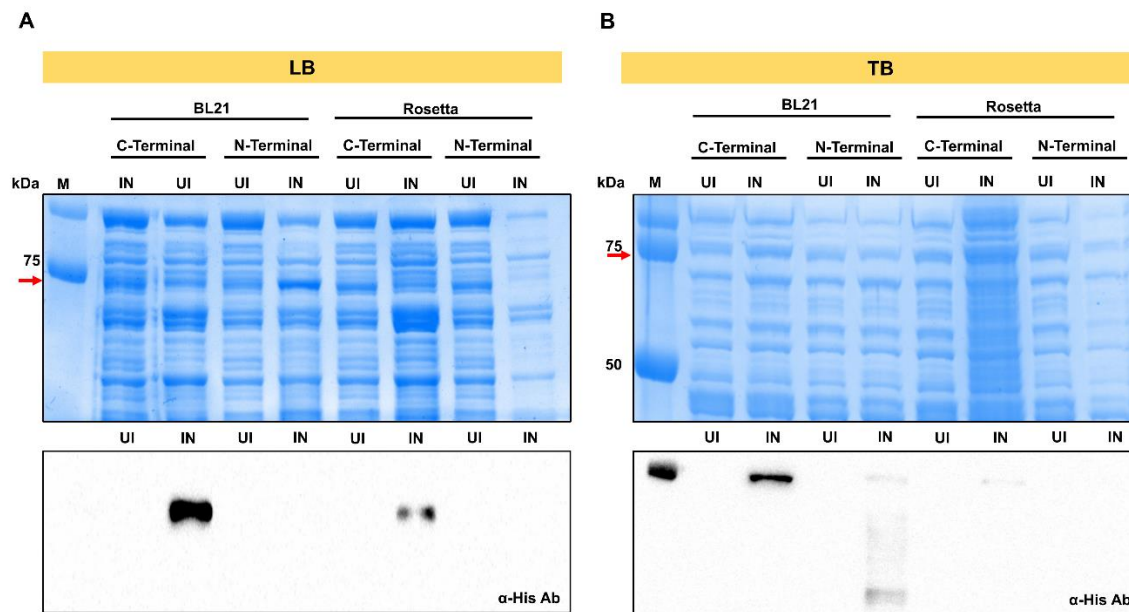 A
LB
BL21 Rosetta
C-Terminal N-Terminal C-Terminal N-Terminal
kDa M IN UI UI IN UI IN UI IN
75
UI IN UI IN UI IN UI IN
α-His Ab
B
TB
BL21 Rosetta
C-Terminal N-Terminal C-Terminal N-Terminal
kDa M UI IN UI IN UI IN UI IN
75
50
UI IN UI IN UI IN UI IN
α-His Ab